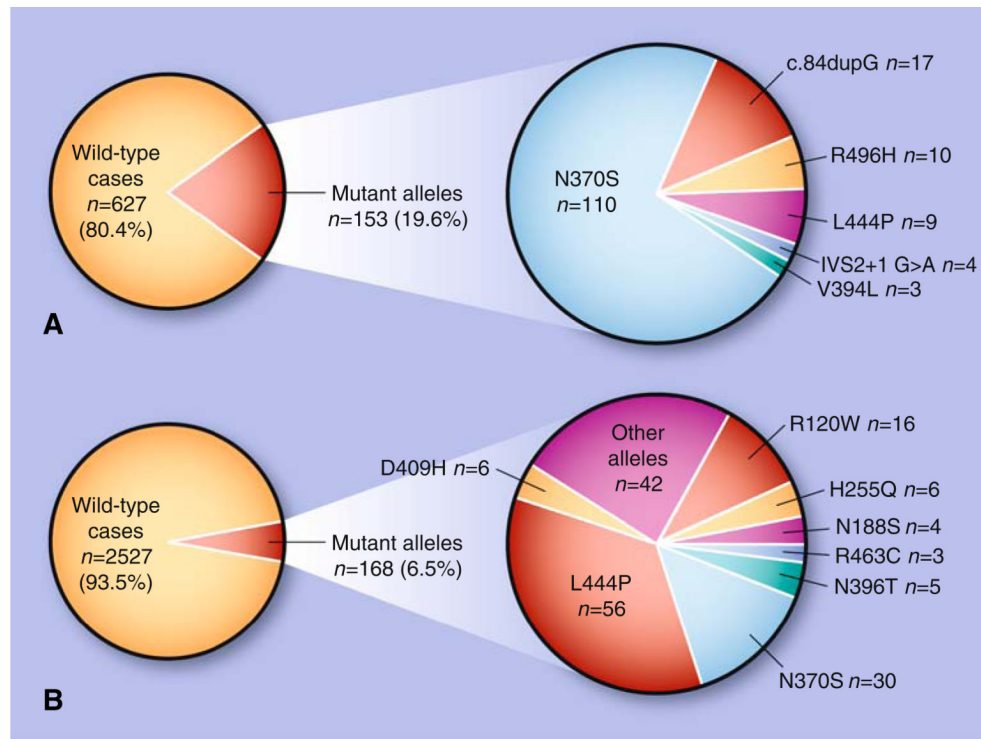 Wild-type
cases
n=627
(80.4%)
Mutant alleles
n=153 (19.6%)
N370S
n=110
c.84dupG n=17
R496H n=10
L444P n=9
IVS2+1 G>A n=4
V394L n=3
A
Wild-type
cases
n=2527
(93.5%)
Mutant alleles
n=168 (6.5%)
D409H n=6
Other
alleles
n=42
L444P
n=56
R120W n=16
H255Q n=6
N188S n=4
R463C n=3
N396T n=5
N370S n=30
B